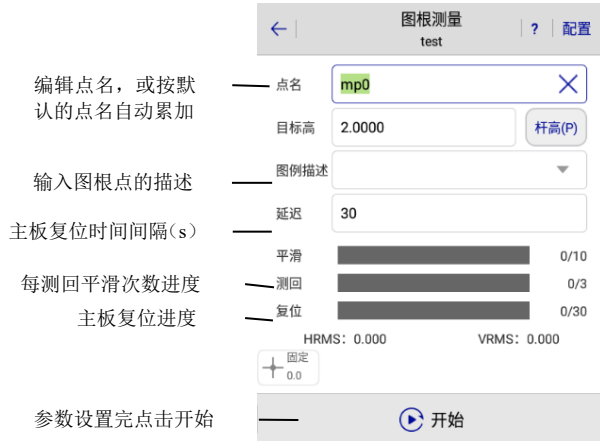 图根测量
test
?
配置
编辑点名，或按默
认的点名自动累加
点名
mp0
目标高
2.0000
杆高(P)
输入图根点的描述
图例描述
主板复位时间间隔(s)
延迟
30
平滑
0/10
每测回平滑次数进度
测回
0/3
主板复位进度
复位
0/30
HRMS: 0.000
VRMS: 0.000
固定
0.0
参数设置完点击开始
开始